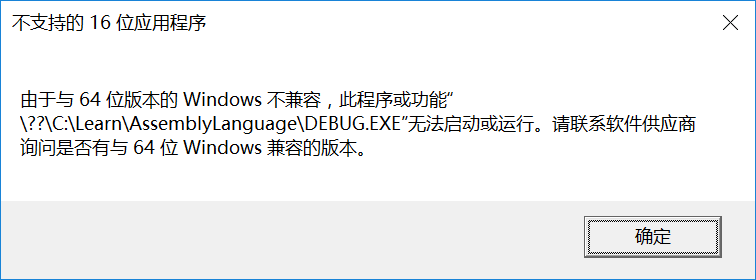 不支持的 16 位应用程序
由于与 64 位版本的 Windows 不兼容，此程序或功能“
\??\C:\Learn\AssemblyLanguage\DEBUG.EXE”无法启动或运行。请联系软件供应商
询问是否有与 64 位 Windows 兼容的版本。
确定